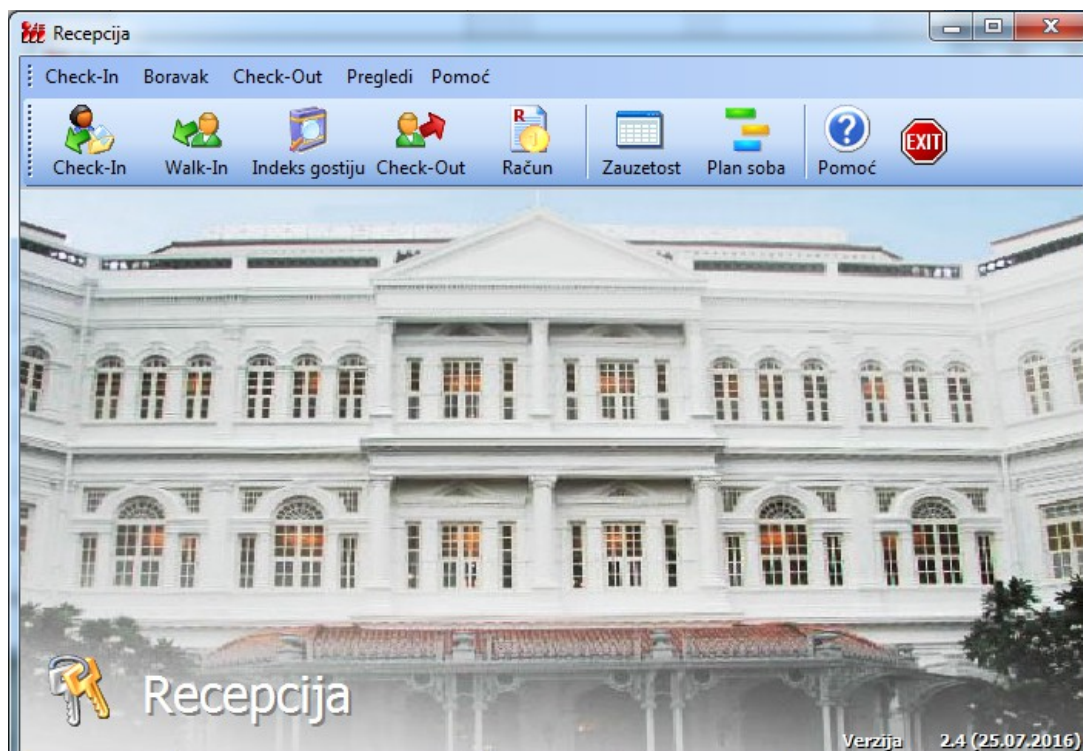 Recepcija
Check-In Boravak Check-Out Pregledi Pomoć
Check-In Walk-In Indeks gostiju Check-Out Račun Zauzetost Plan soba Pomoć EXIT
Recepcija
Verzija 2.4 (25.07.2016)